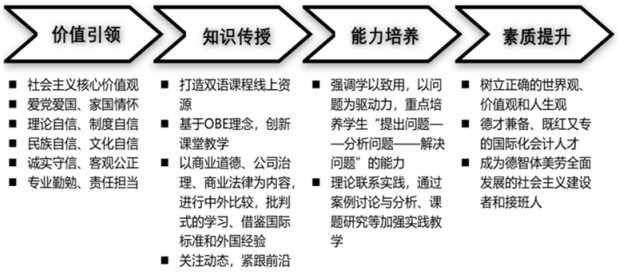 价值引领
知识传授
能力培养
素质提升
■ 社会主义核心价值观
■ 爱党爱国、家国情怀
■ 理论自信、制度自信
■ 民族自信、文化自信
■ 诚实守信、客观公正
■ 专业勤勉、责任担当
■ 打造双语课程线上资
源
■ 基于OBE理念，创新
课堂教学
■ 以商业道德、公司治
理、商业法律为内容，
进行中外比较，批判
式的学习、借鉴国际
标准和外国经验
■ 关注动态，紧跟前沿
■ 强调学以致用，以问
题为驱动力，重点培
养学生“提出问题—
—分析问题——解决
问题”的能力
■ 理论联系实践，通过
案例讨论与分析、课
题研究等加强实践教
学
■ 树立正确的世界观、
价值观和人生观
■ 德才兼备、既红又专
的国际化会计人才
■ 成为德智体美劳全面
发展的社会主义建设
者和接班人